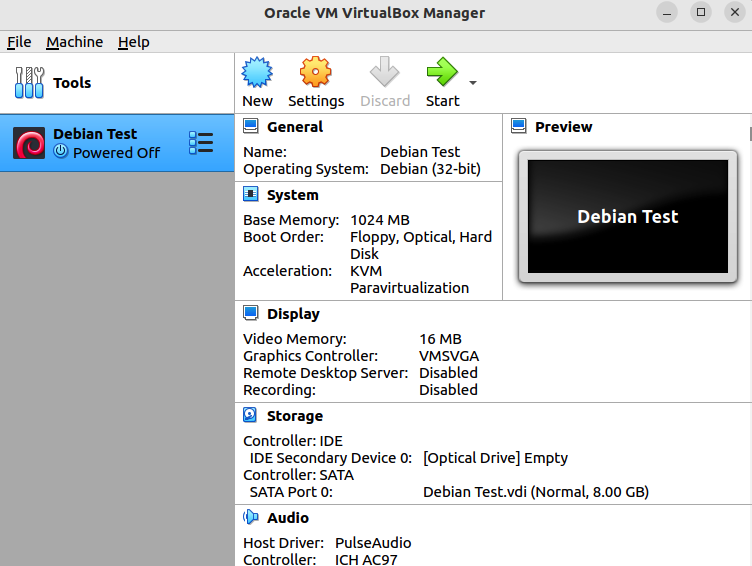 Oracle VM VirtualBox Manager
File Machine Help
Tools
New Settings Discard Start
Debian Test
Powered Off
General
Name: Debian Test
Operating System: Debian (32-bit)
Preview
Debian Test
System
Base Memory: 1024 MB
Boot Order: Floppy, Optical, Hard
Disk
Acceleration: KVM
Paravirtualization
Display
Video Memory: 16 MB
Graphics Controller: VMSVGA
Remote Desktop Server: Disabled
Recording: Disabled
Storage
Controller: IDE
IDE Secondary Device 0: [Optical Drive] Empty
Controller: SATA
SATA Port 0: Debian Test.vdi (Normal, 8.00 GB)
Audio
Host Driver: PulseAudio
Controller: ICH AC97